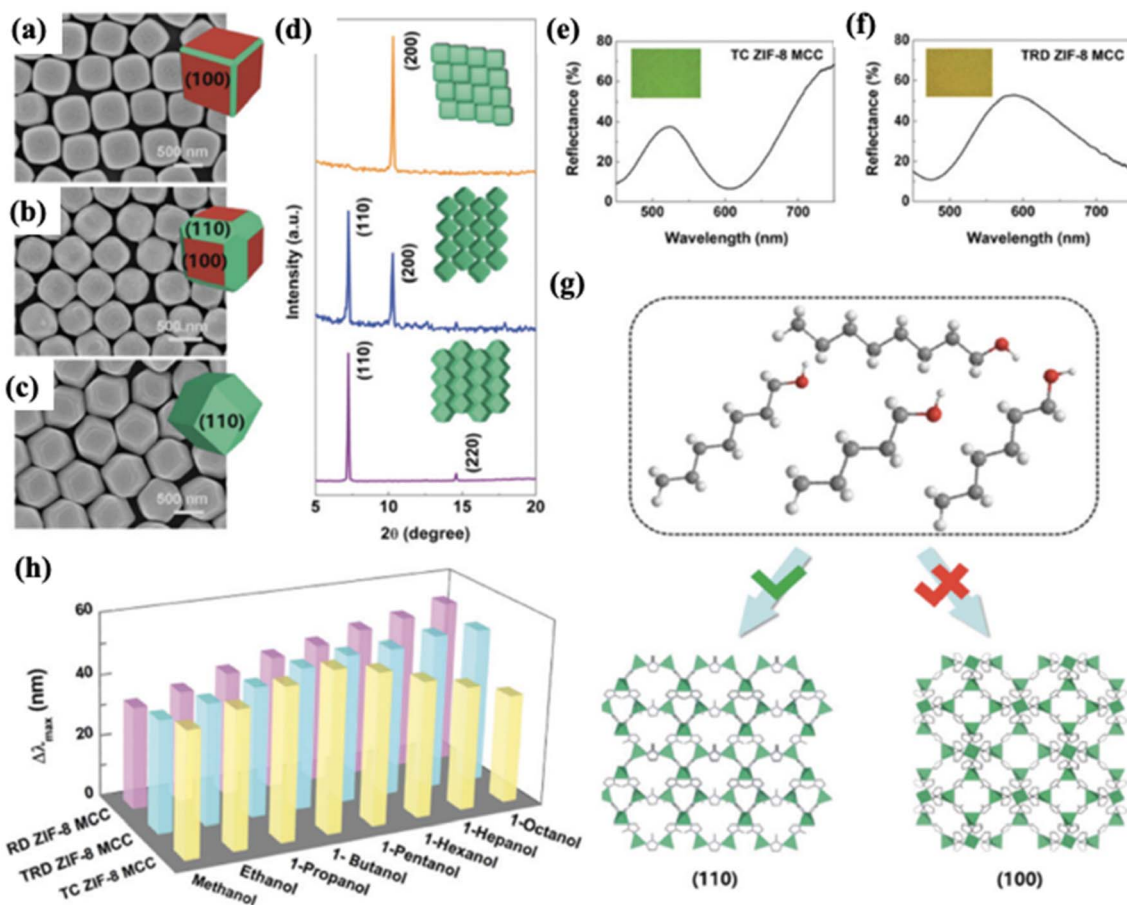 (a)
(100)
500 nm
(b)
(110)
(100)
500 nm
(c)
(110)
500 nm
(d)
(200)
(110)
(200)
(110)
(220)
Intensity (a.u.)
5 10 15 20
2θ (degree)
(e)
TC ZIF-8 MCC
Reflectance (%)
80
60
40
20
0
500 600 700
Wavelength (nm)
(f)
TRD ZIF-8 MCC
Reflectance (%)
80
60
40
20
0
500 600 700
Wavelength (nm)
(g)
(110)
(100)
(h)
Δλmax (nm)
60
40
20
0
RD ZIF-8 MCC
TRD ZIF-8 MCC
TC ZIF-8 MCC
Methanol
Ethanol
1-Propanol
1- Butanol
1-Pentanol
1-Hexanol
1-Hepanol
1-Octanol